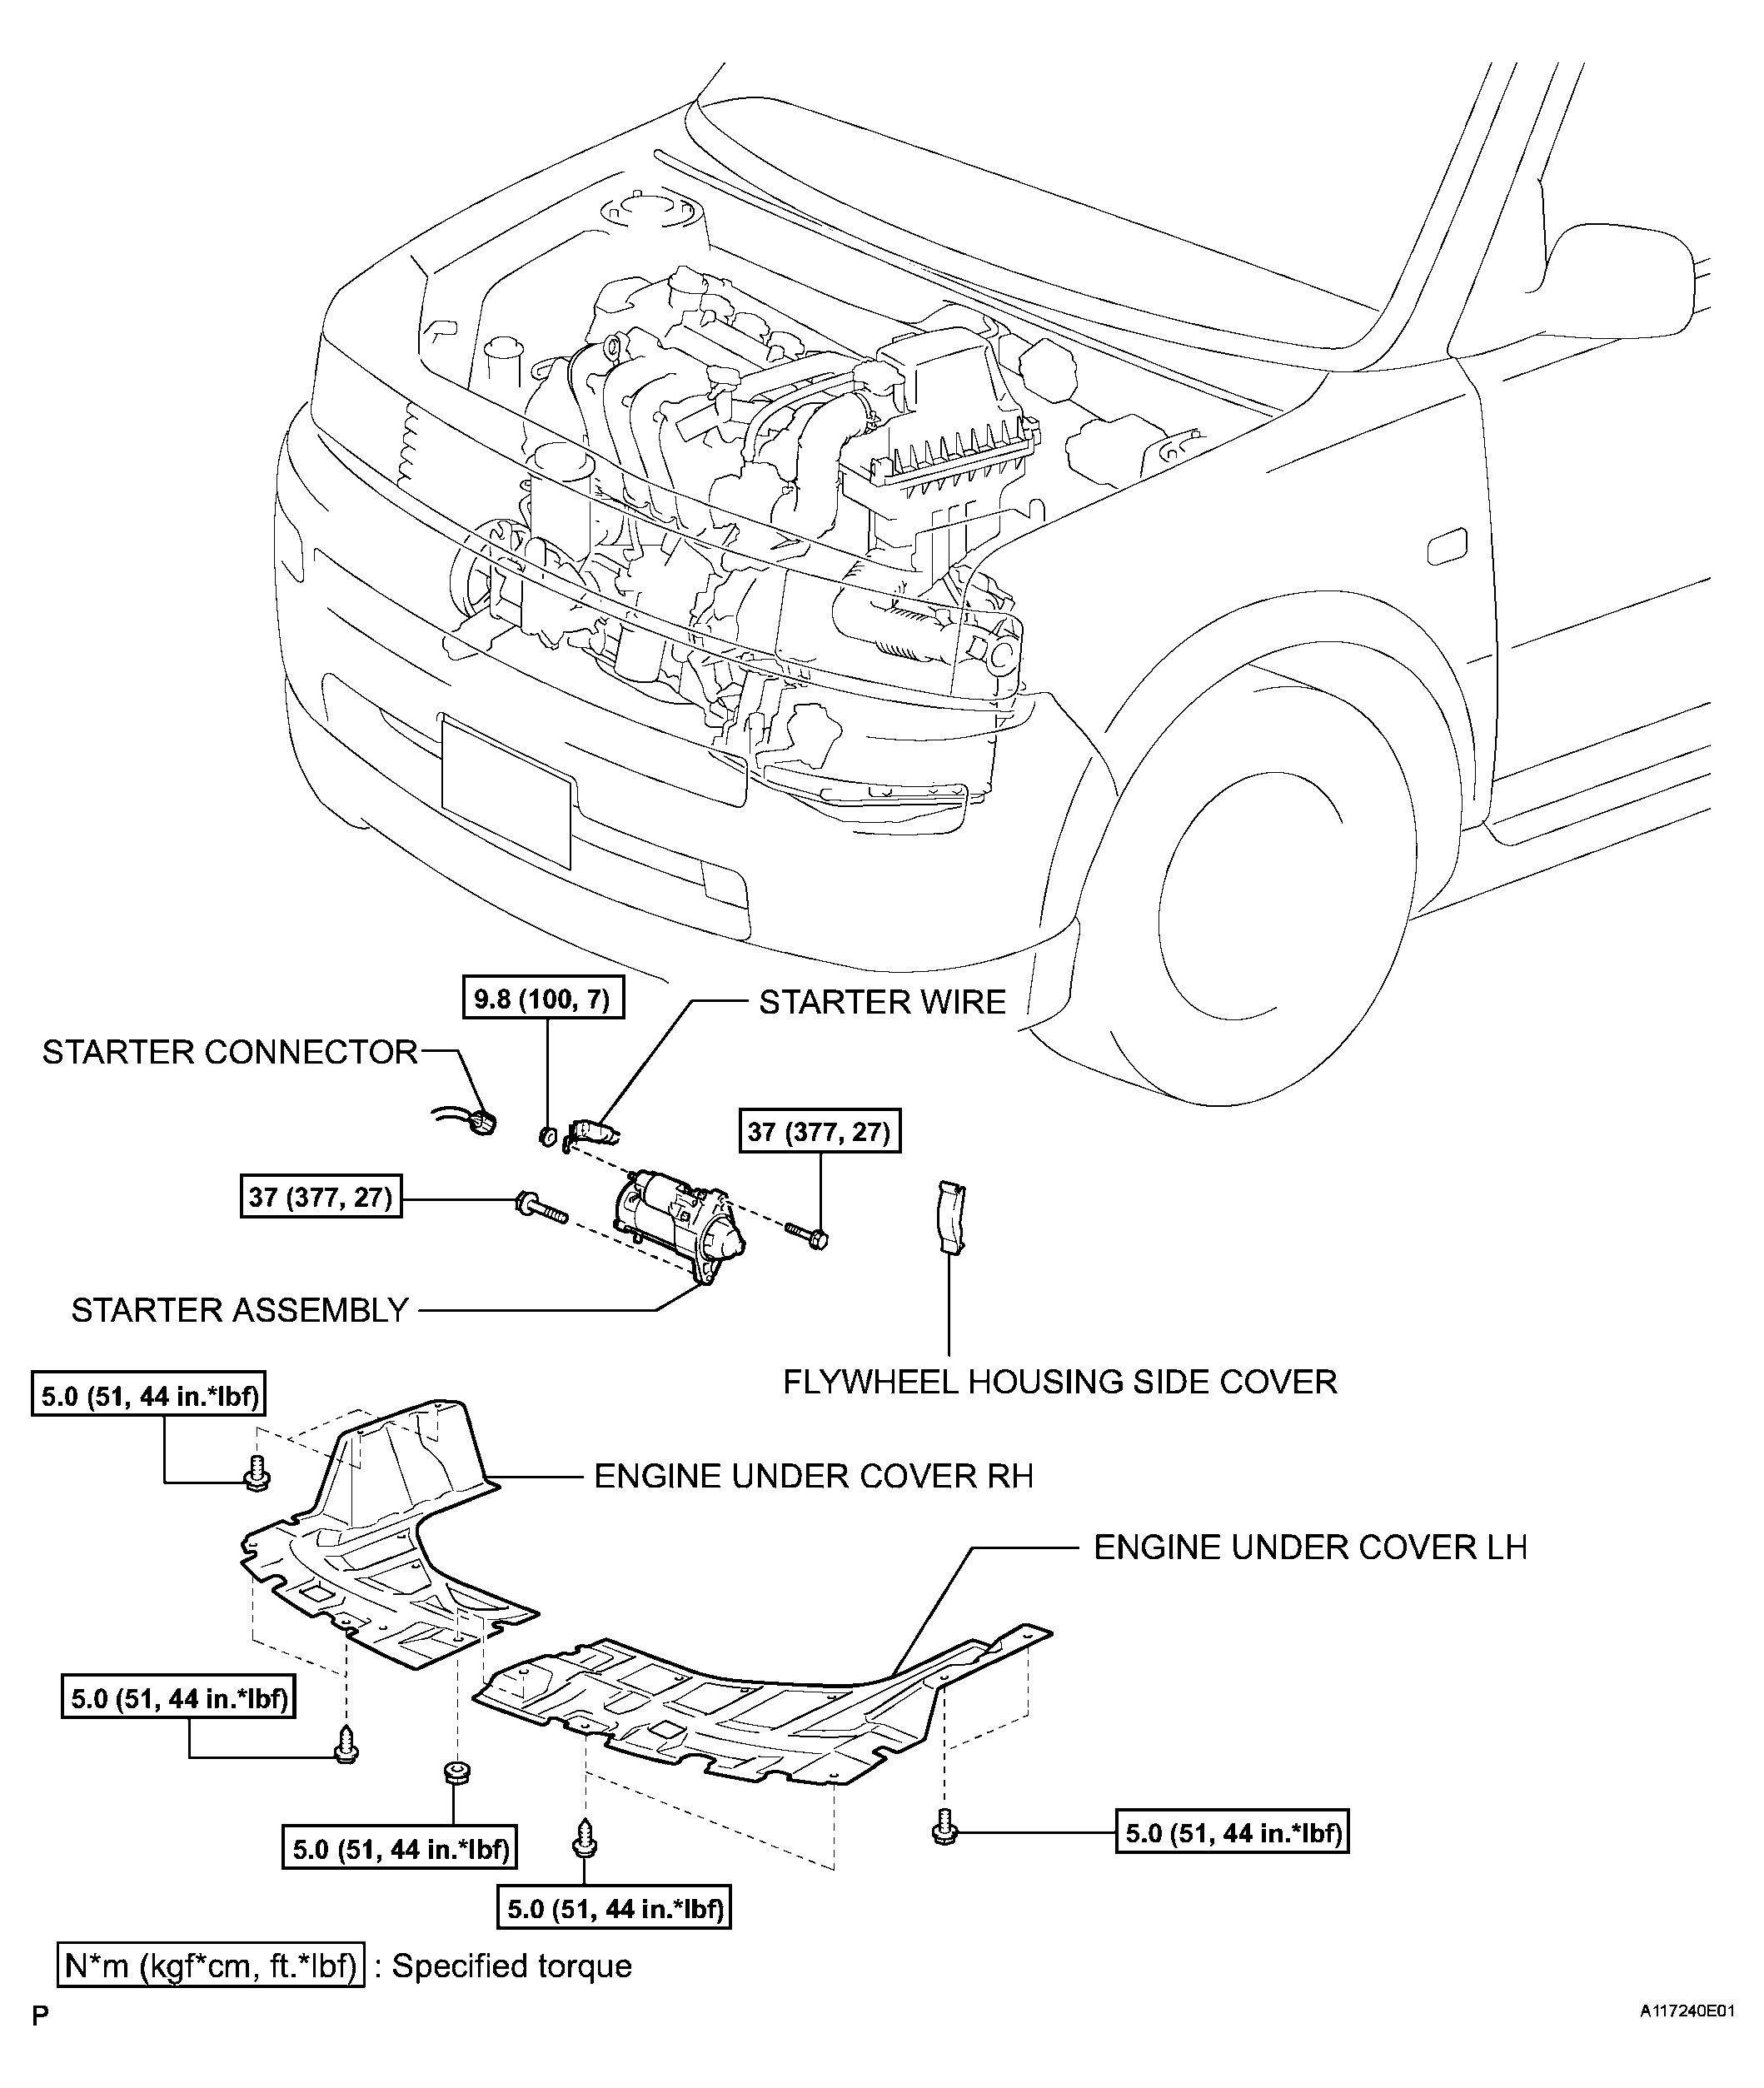 9.8 (100, 7)
STARTER WIRE
STARTER CONNECTOR
37 (377, 27)
37 (377, 27)
STARTER ASSEMBLY
FLYWHEEL HOUSING SIDE COVER
5.0 (51, 44 in.*lbf)
ENGINE UNDER COVER RH
ENGINE UNDER COVER LH
5.0 (51, 44 in.*lbf)
5.0 (51, 44 in.*lbf)
5.0 (51, 44 in.*lbf)
5.0 (51, 44 in.*lbf)
N*m (kgf*cm, ft.*lbf) : Specified torque
P
A117240E01